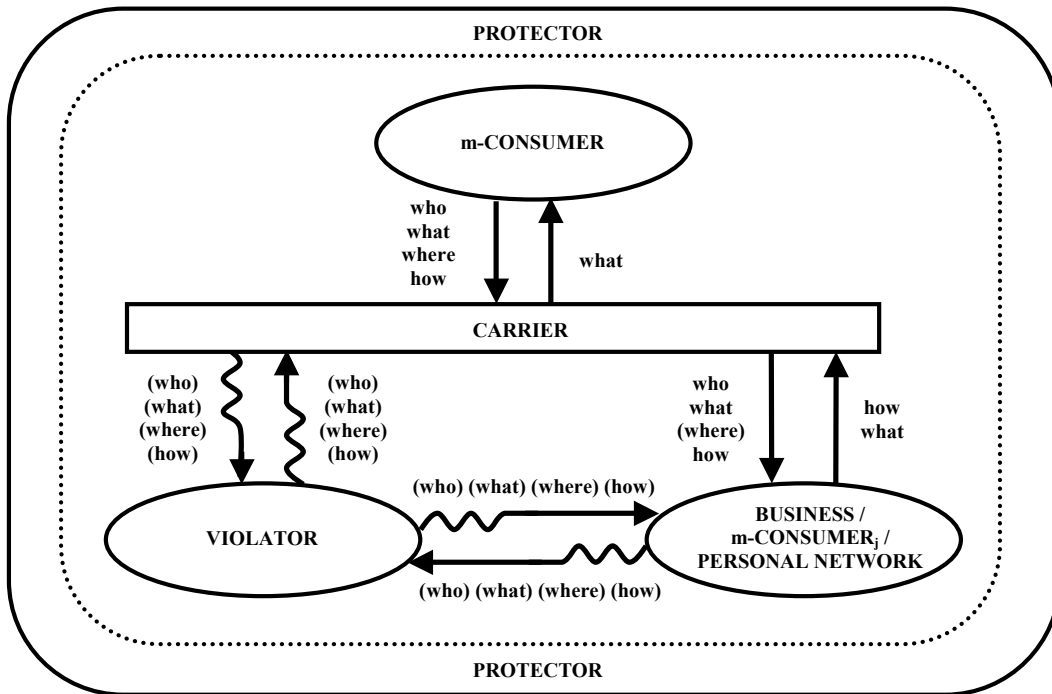 PROTECTOR
m-CONSUMER
who
what
where
how
what
CARRIER
(who)
(what)
(where)
(how)
(who)
(what)
(where)
(how)
who
what
(where)
how
how
what
(who) (what) (where) (how)
VIOLATOR
BUSINESS /
m-CONSUMERj /
PERSONAL NETWORK
(who) (what) (where) (how)
PROTECTOR